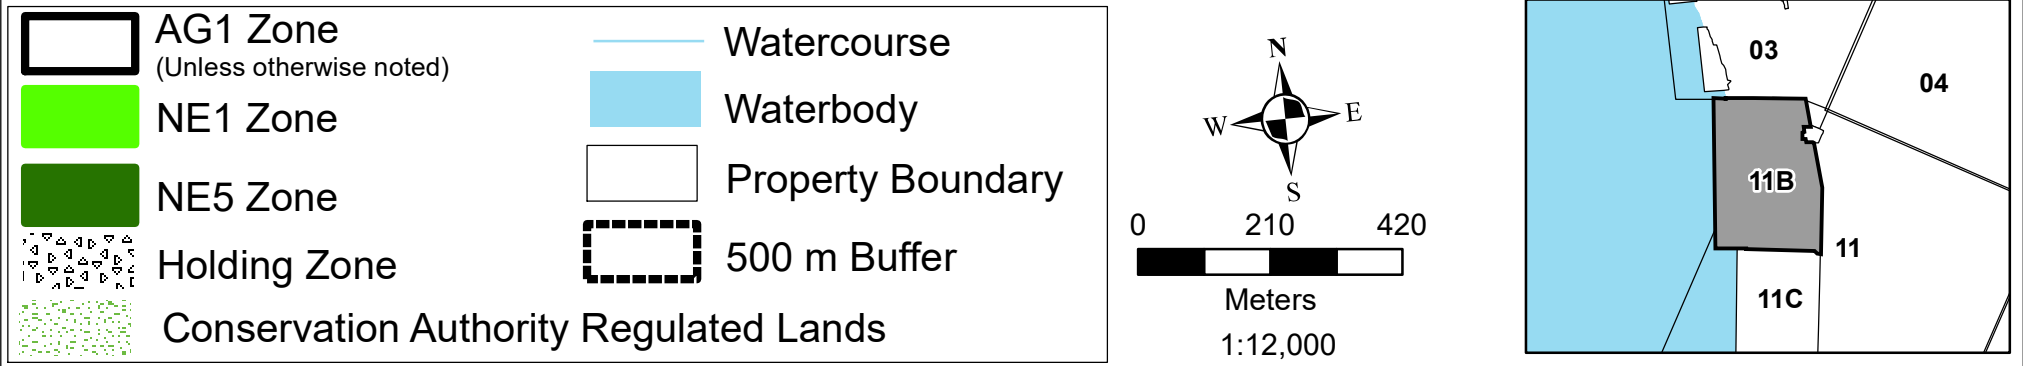 AG1 Zone
(Unless otherwise noted)
NE1 Zone
NE5 Zone
Holding Zone
Conservation Authority Regulated Lands
Watercourse
Waterbody
Property Boundary
500 m Buffer
N
W
E
S
0 210 420
Meters
1:12,000
03
04
11B
11
11C